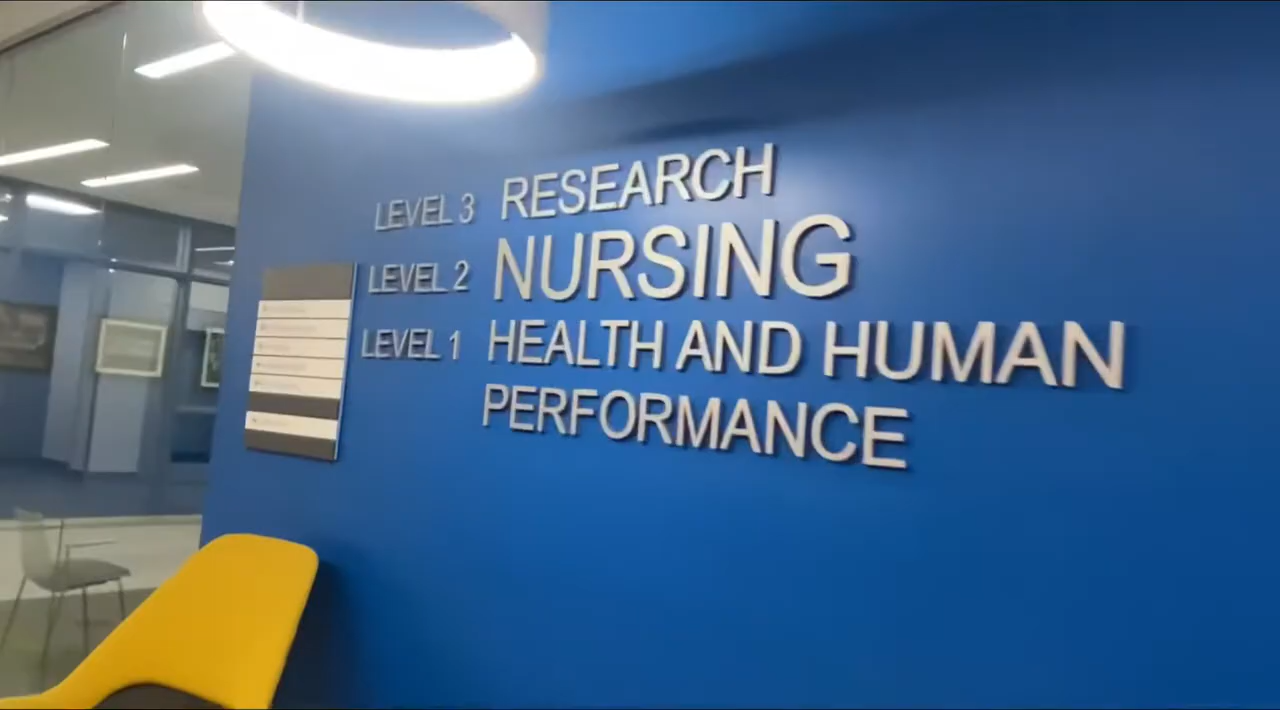 LEVEL 3 RESEARCH
LEVEL 2 NURSING
LEVEL 1 HEALTH AND HUMAN
PERFORMANCE